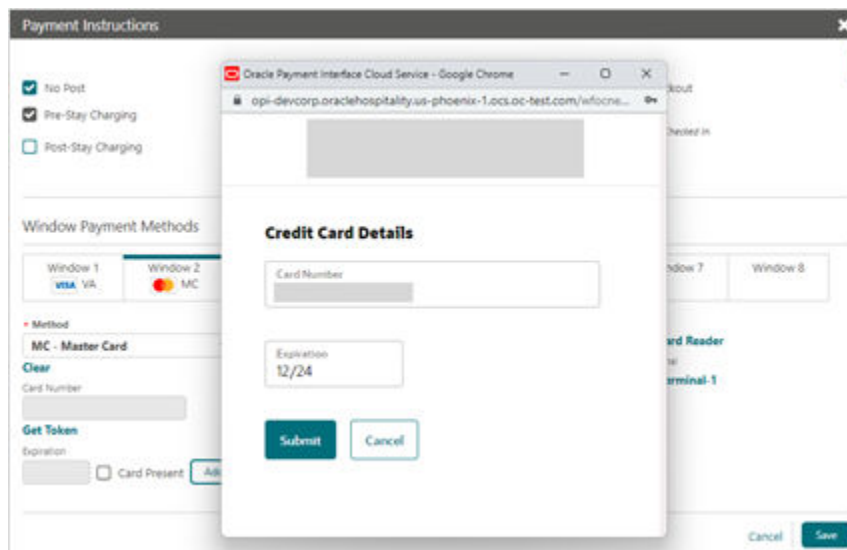 Payment Instructions
Oracle Payment Interface Cloud Service - Google Chrome
opi-devcorp.oraclehospitality.us-phoenix-1.ocs.oc-test.com/wfocne...
No Post
Pre-Stay Charging
Post-Stay Charging
kout
Checked in
Window Payment Methods
Credit Card Details
Window 1
VISA VA
Window 2
MC
ndow 7
Window 8
Card Number
* Method
MC - Master Card
Clear
Card Number
Get Token
Expiration
Card Present
Expiration
12/24
rd Reader
erminal-1
Submit
Cancel
Cancel
Save